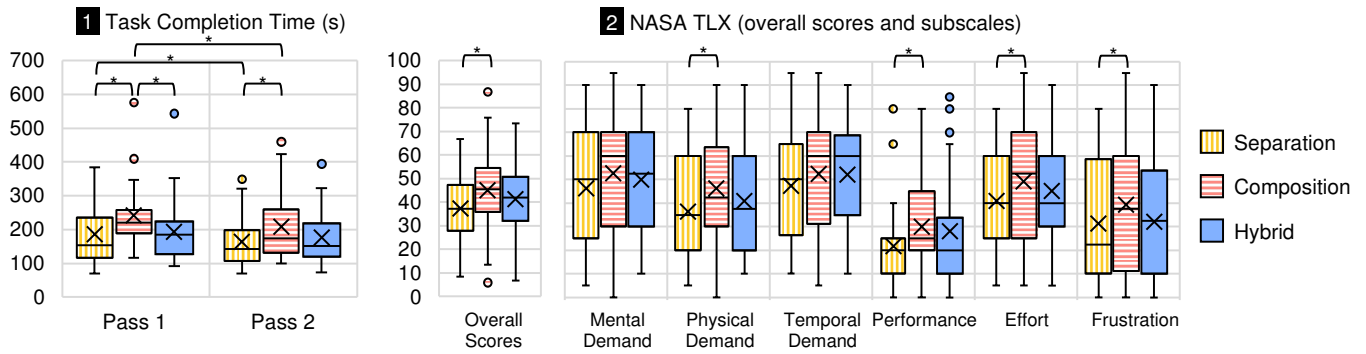 1 Task Completion Time (s)
2 NASA TLX (overall scores and subscales)
* * * * * *
700
600
500
400
300
200
100
0
Pass 1
Pass 2
* * * * *
100
90
80
70
60
50
40
30
20
10
0
Overall
Scores
Mental
Demand
Physical
Demand
Temporal
Demand
Performance
Effort
Frustration
Separation
Composition
Hybrid